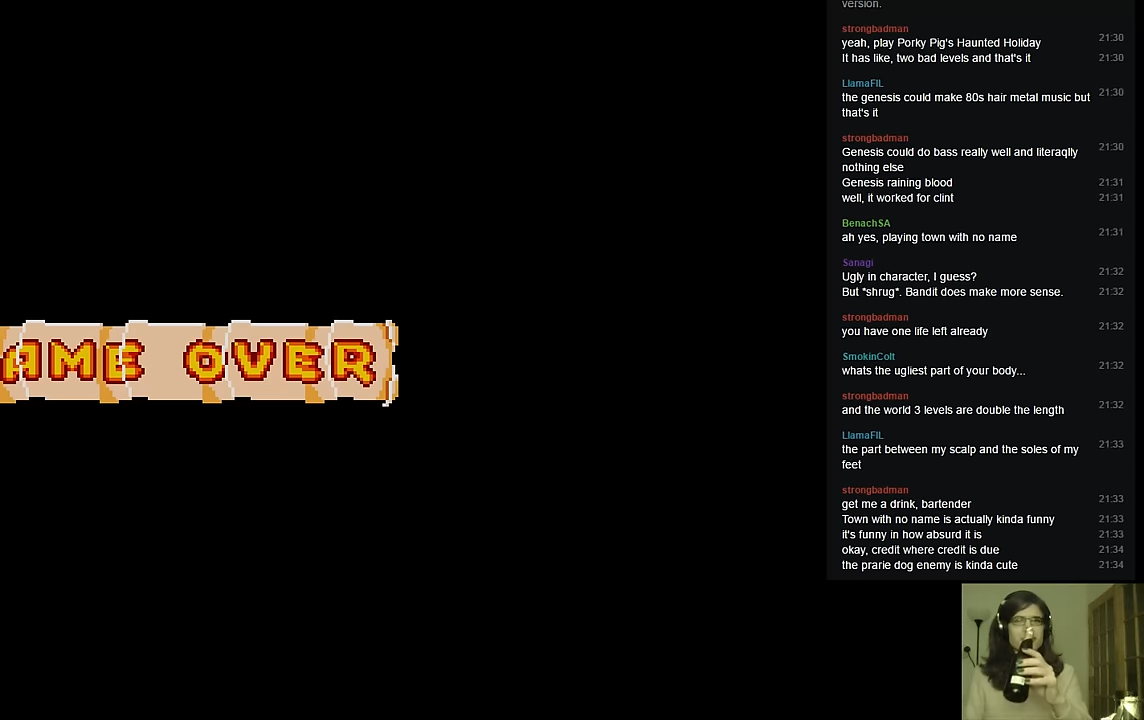 AME OVER
version.
strongbadman
yeah, play Porky Pig's Haunted Holiday 21:30
It has like, two bad levels and that's it 21:30
LlamaFIL
the genesis could make 80s hair metal music but 21:30
that's it
strongbadman
Genesis could do bass really well and literaqlly 21:30
nothing else
Genesis raining blood 21:31
well, it worked for clint 21:31
BenachSA
ah yes, playing town with no name 21:31
Sanagi
Ugly in character, I guess? 21:32
But *shrug*. Bandit does make more sense. 21:32
strongbadman
you have one life left already 21:32
SmokinColt
whats the ugliest part of your body... 21:32
strongbadman
and the world 3 levels are double the length 21:32
LlamaFIL
the part between my scalp and the soles of my 21:33
feet
strongbadman
get me a drink, bartender 21:33
Town with no name is actually kinda funny 21:33
it's funny in how absurd it is 21:33
okay, credit where credit is due 21:34
the prarie dog enemy is kinda cute 21:34